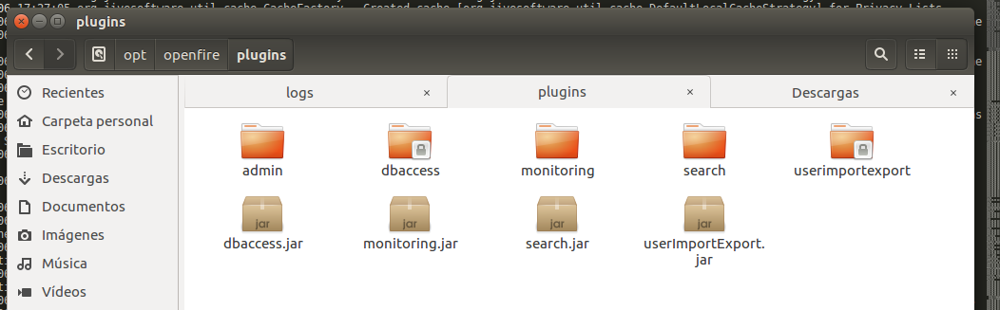 17:27:05 org.jivesoftware.util.cache.CacheFactory - Created cache [org.jivesoftware.util.cache.DefaultLocalCacheStrategy] for Privacy Lists
plugins
opt openfire plugins
Recientes
Carpeta personal
Escritorio
Descargas
Documentos
Imágenes
Música
Vídeos
logs × plugins × Descargas ×
admin dbaccess monitoring search userimportexport
jar jar jar jar
dbaccess.jar monitoring.jar search.jar userImportExport.
jar